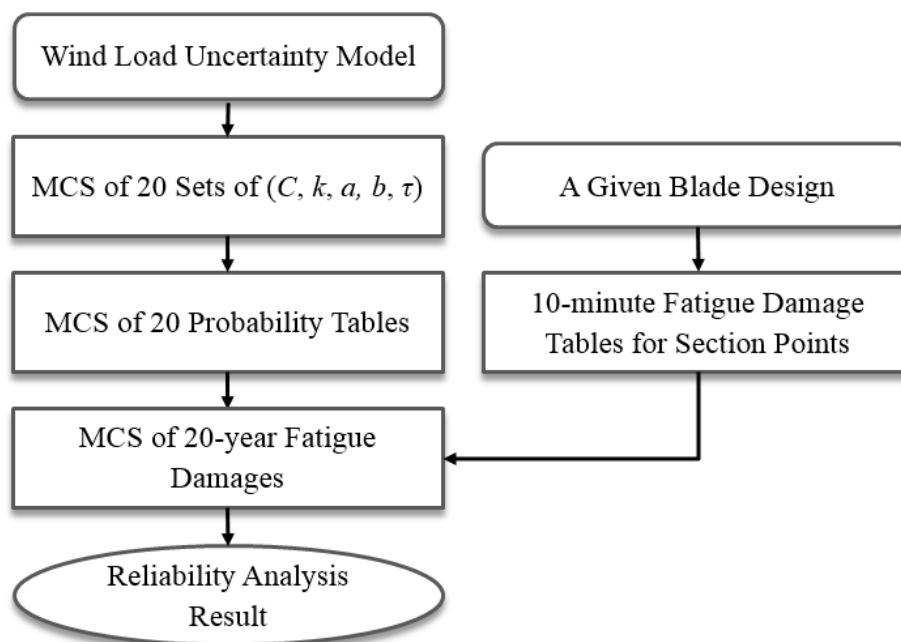 Wind Load Uncertainty Model
MCS of 20 Sets of (C, k, a, b, τ)
MCS of 20 Probability Tables
MCS of 20-year Fatigue
Damages
Reliability Analysis
Result
A Given Blade Design
10-minute Fatigue Damage
Tables for Section Points